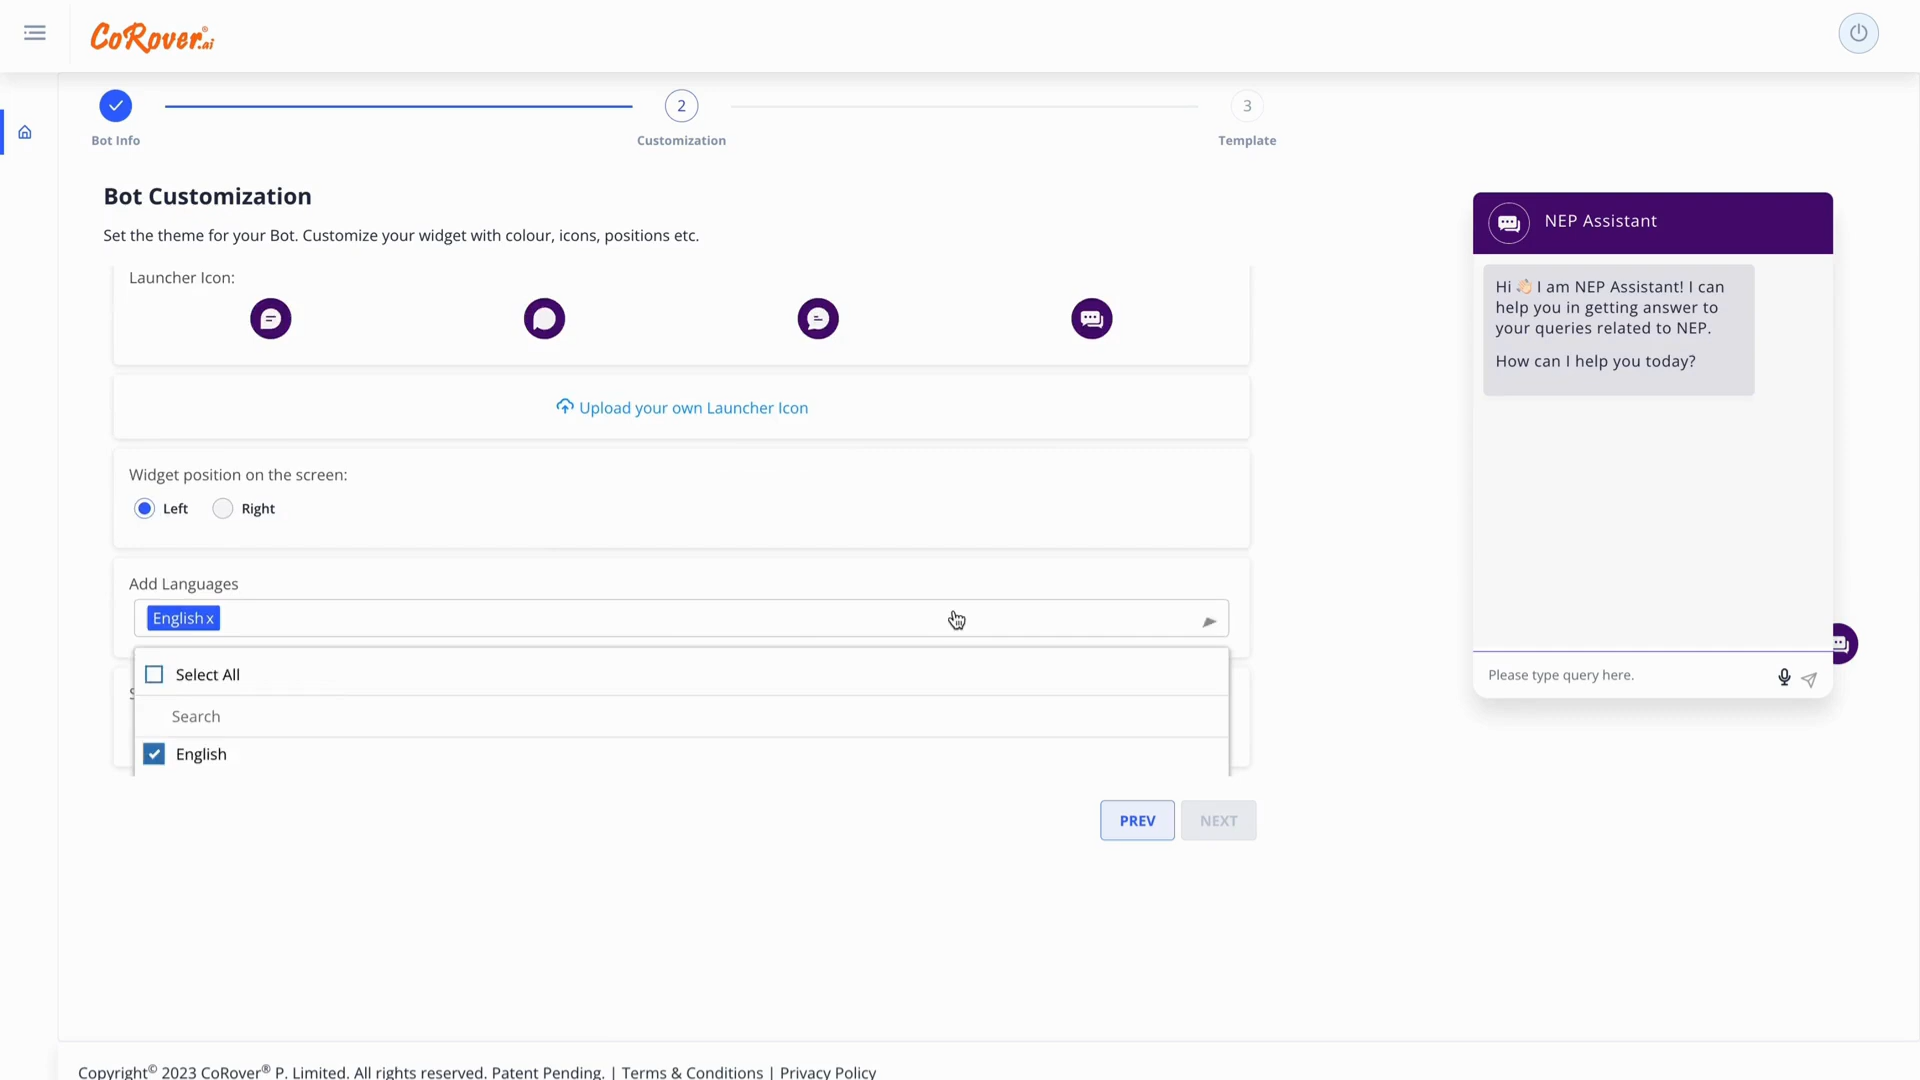 CoRover.ai
2
3
Bot Info
Customization
Template
Bot Customization
Set the theme for your Bot. Customize your widget with colour, icons, positions etc.
Launcher Icon:
Upload your own Launcher Icon
Widget position on the screen:
Left
Right
Add Languages
English x
Select All
Search
English
PREV
NEXT
NEP Assistant
Hi 👋🏻 I am NEP Assistant! I can
help you in getting answer to
your queries related to NEP.
How can I help you today?
Please type query here.
Copyright© 2023 CoRover® P. Limited. All rights reserved. Patent Pending. | Terms & Conditions | Privacy Policy